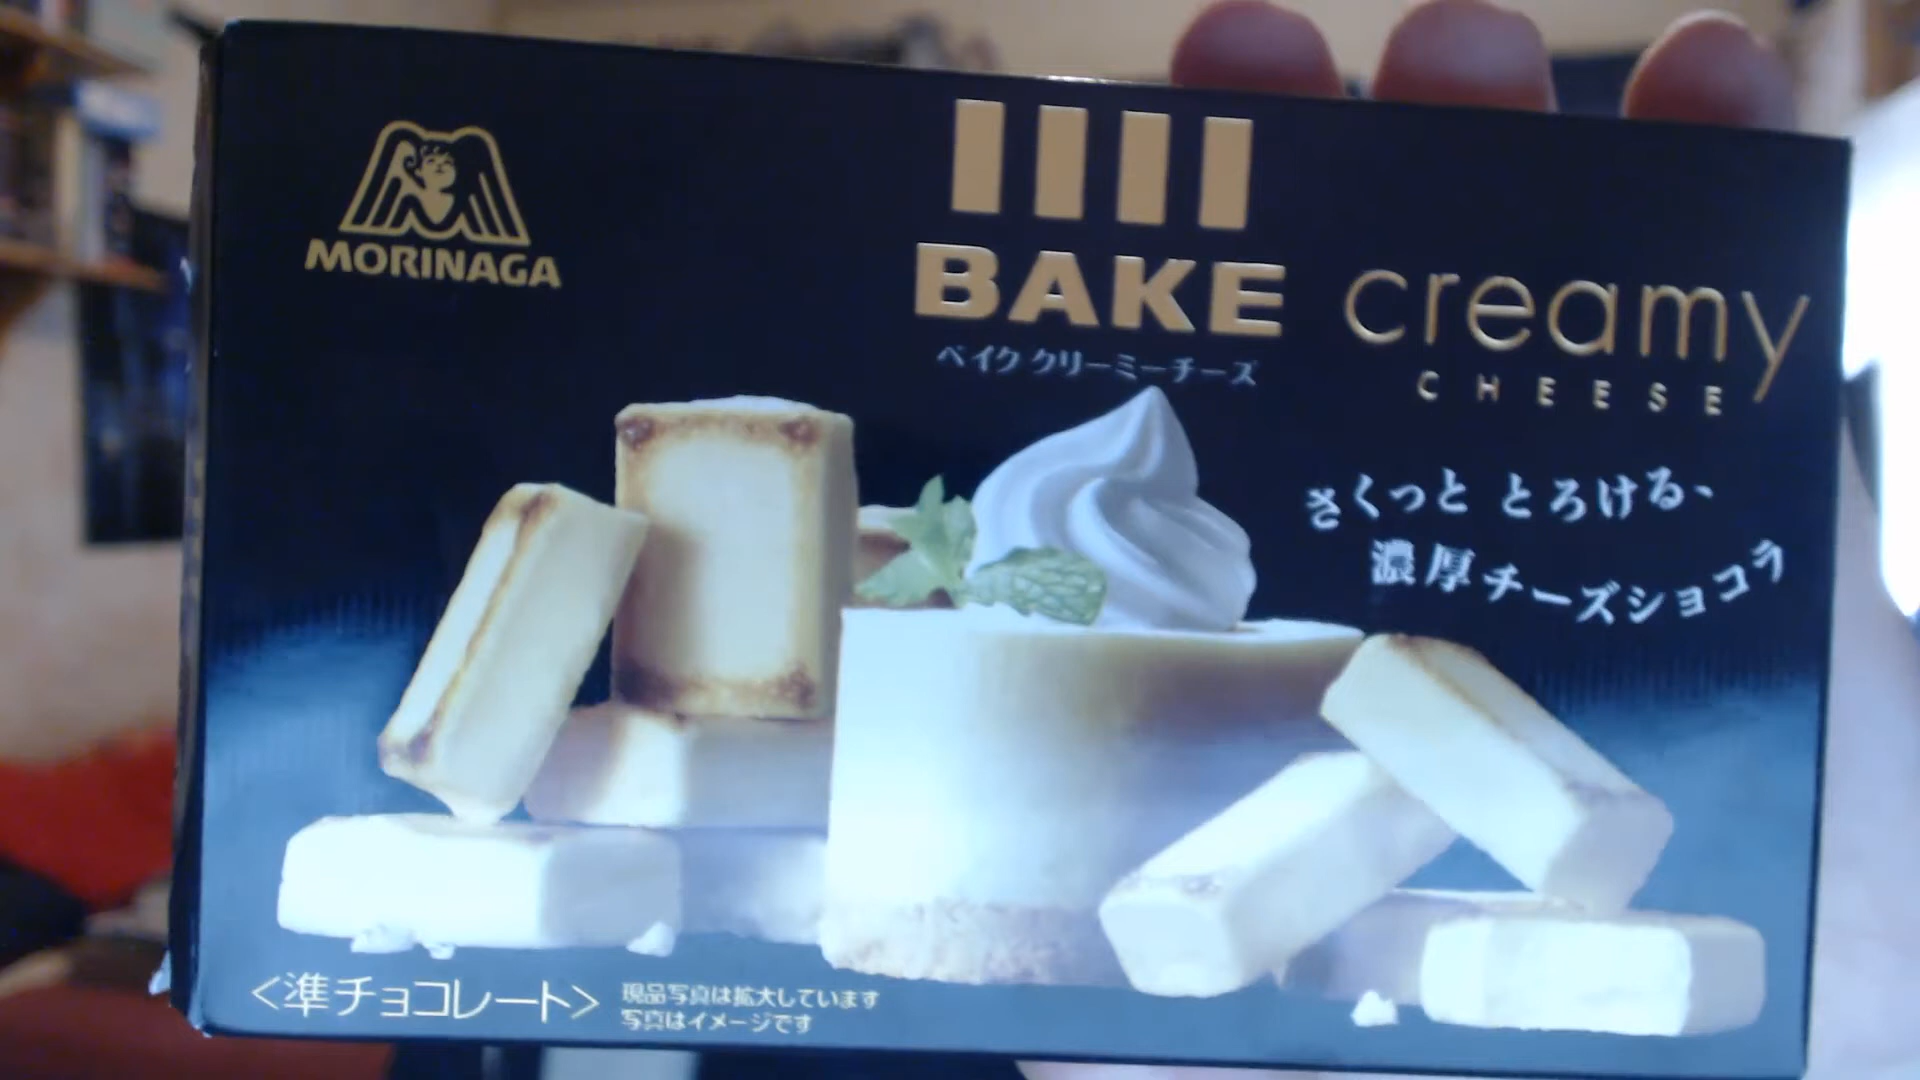 MORINAGA
BAKE creamy
CHEESE
ベイク クリーミーチーズ
さくっと とろける、
濃厚チーズショコラ
<準チョコレート>
現品写真は拡大しています
写真はイメージです